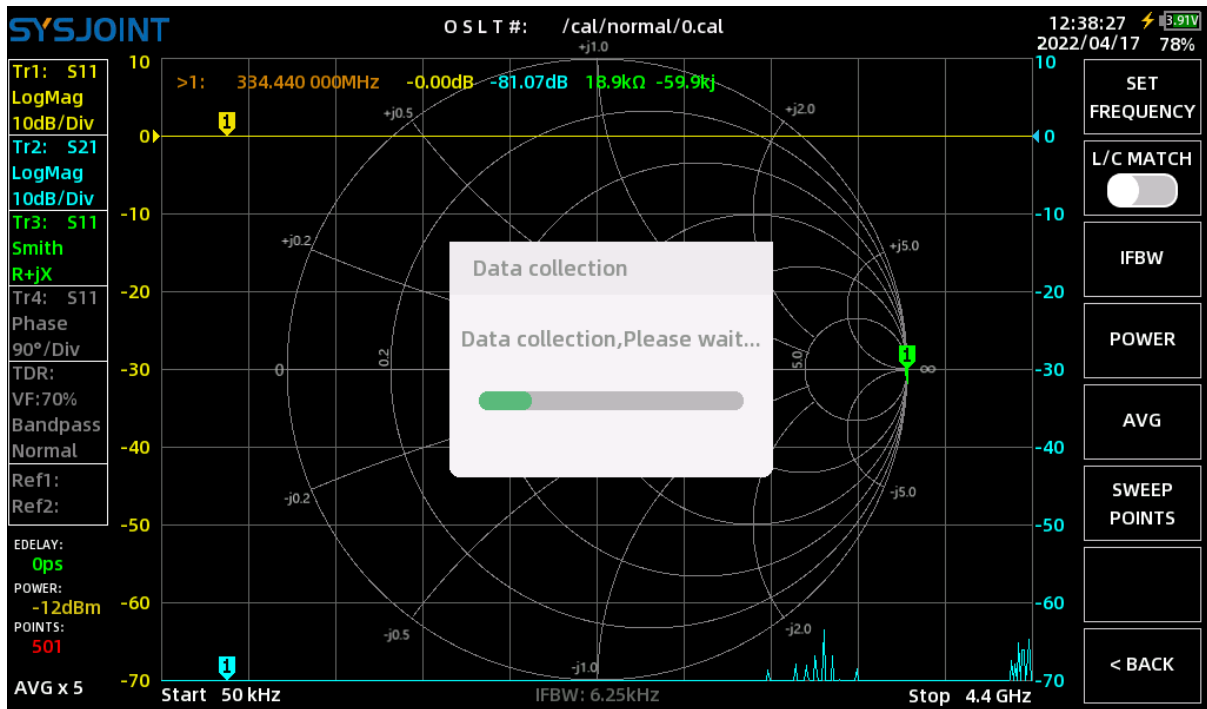 SYSJOINT
O S L T #: /cal/normal/0.cal
12:38:27 3.91V
2022/04/17 78%
Tr1: S11
LogMag
10dB/Div
Tr2: S21
LogMag
10dB/Div
Tr3: S11
Smith
R+jX
Tr4: S11
Phase
90°/Div
TDR:
VF:70%
Bandpass
Normal
Ref1:
Ref2:
EDELAY:
0ps
POWER:
-12dBm
POINTS:
501
AVG x 5
10
0
-10
-20
-30
-40
-50
-60
-70
>1: 334.440 000MHz -0.00dB -81.07dB 18.9kΩ -59.9kj
1
+j1.0
+j0.5
+j2.0
+j0.2
+j5.0
0
0.2
5.0
1
∞
-j0.2
-j5.0
-j0.5
-j2.0
-j1.0
1
Data collection
Data collection,Please wait...
10
0
-10
-20
-30
-40
-50
-60
-70
Start 50 kHz
IFBW: 6.25kHz
Stop 4.4 GHz
SET
FREQUENCY
L/C MATCH
IFBW
POWER
AVG
SWEEP
POINTS
< BACK